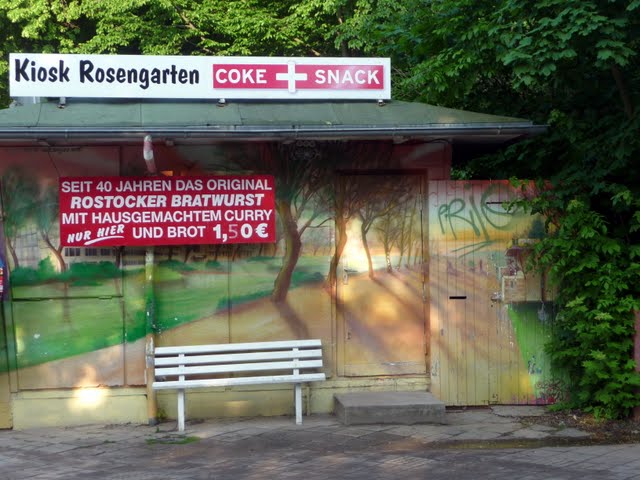 Kiosk Rosengarten COKE + SNACK
SEIT 40 JAHREN DAS ORIGINAL
ROSTOCKER BRATWURST
MIT HAUSGEMACHTEM CURRY
NUR HIER UND BROT 1,50 €